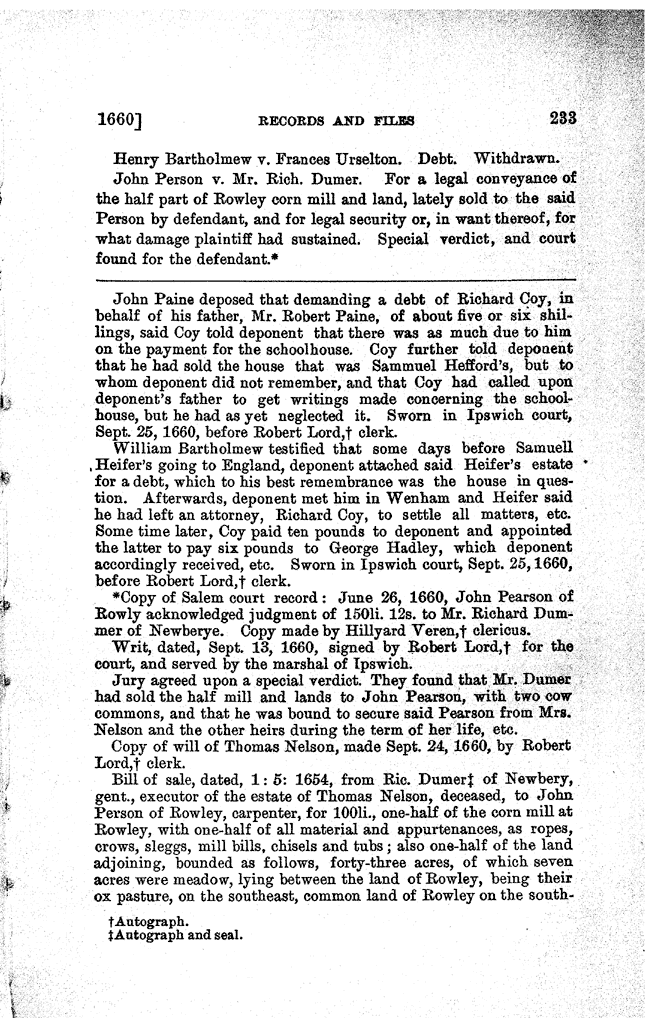 1660] RECORDS AND FILES 233
Henry Bartholmew v. Frances Urselton. Debt. Withdrawn.
John Person v. Mr. Rich. Dumer. For a legal conveyance of
the half part of Rowley corn mill and land, lately sold to the said
Person by defendant, and for legal security or, in want thereof, for
what damage plaintiff had sustained. Special verdict, and court
found for the defendant.*
John Paine deposed that demanding a debt of Richard Coy, in
behalf of his father, Mr. Robert Paine, of about five or six shil-
lings, said Coy told deponent that there was as much due to him
on the payment for the schoolhouse. Coy further told deponent
that he had sold the house that was Sammuel Hefford's, but to
whom deponent did not remember, and that Coy had called upon
deponent's father to get writings made concerning the school-
house, but he had as yet neglected it. Sworn in Ipswich court,
Sept. 25, 1660, before Robert Lord,† clerk.
William Bartholmew testified that some days before Samuell
Heifer's going to England, deponent attached said Heifer's estate
for a debt, which to his best remembrance was the house in ques-
tion. Afterwards, deponent met him in Wenham and Heifer said
he had left an attorney, Richard Coy, to settle all matters, etc.
Some time later, Coy paid ten pounds to deponent and appointed
the latter to pay six pounds to George Hadley, which deponent
accordingly received, etc. Sworn in Ipswich court, Sept. 25, 1660,
before Robert Lord,† clerk.
*Copy of Salem court record: June 26, 1660, John Pearson of
Rowly acknowledged judgment of 150li. 12s. to Mr. Richard Dum-
mer of Newberye. Copy made by Hillyard Veren,† clericus.
Writ, dated, Sept. 13, 1660, signed by Robert Lord,† for the
court, and served by the marshal of Ipswich.
Jury agreed upon a special verdict. They found that Mr. Dumer
had sold the half mill and lands to John Pearson, with two cow
commons, and that he was bound to secure said Pearson from Mrs.
Nelson and the other heirs during the term of her life, etc.
Copy of will of Thomas Nelson, made Sept. 24, 1660, by Robert
Lord,† clerk.
Bill of sale, dated, 1: 5: 1654, from Ric. Dumer‡ of Newbery,
gent., executor of the estate of Thomas Nelson, deceased, to John
Person of Rowley, carpenter, for 100li., one-half of the corn mill at
Rowley, with one-half of all material and appurtenances, as ropes,
crows, sleggs, mill bills, chisels and tubs; also one-half of the land
adjoining, bounded as follows, forty-three acres, of which seven
acres were meadow, lying between the land of Rowley, being their
ox pasture, on the southeast, common land of Rowley on the south-
†Autograph.
‡Autograph and seal.